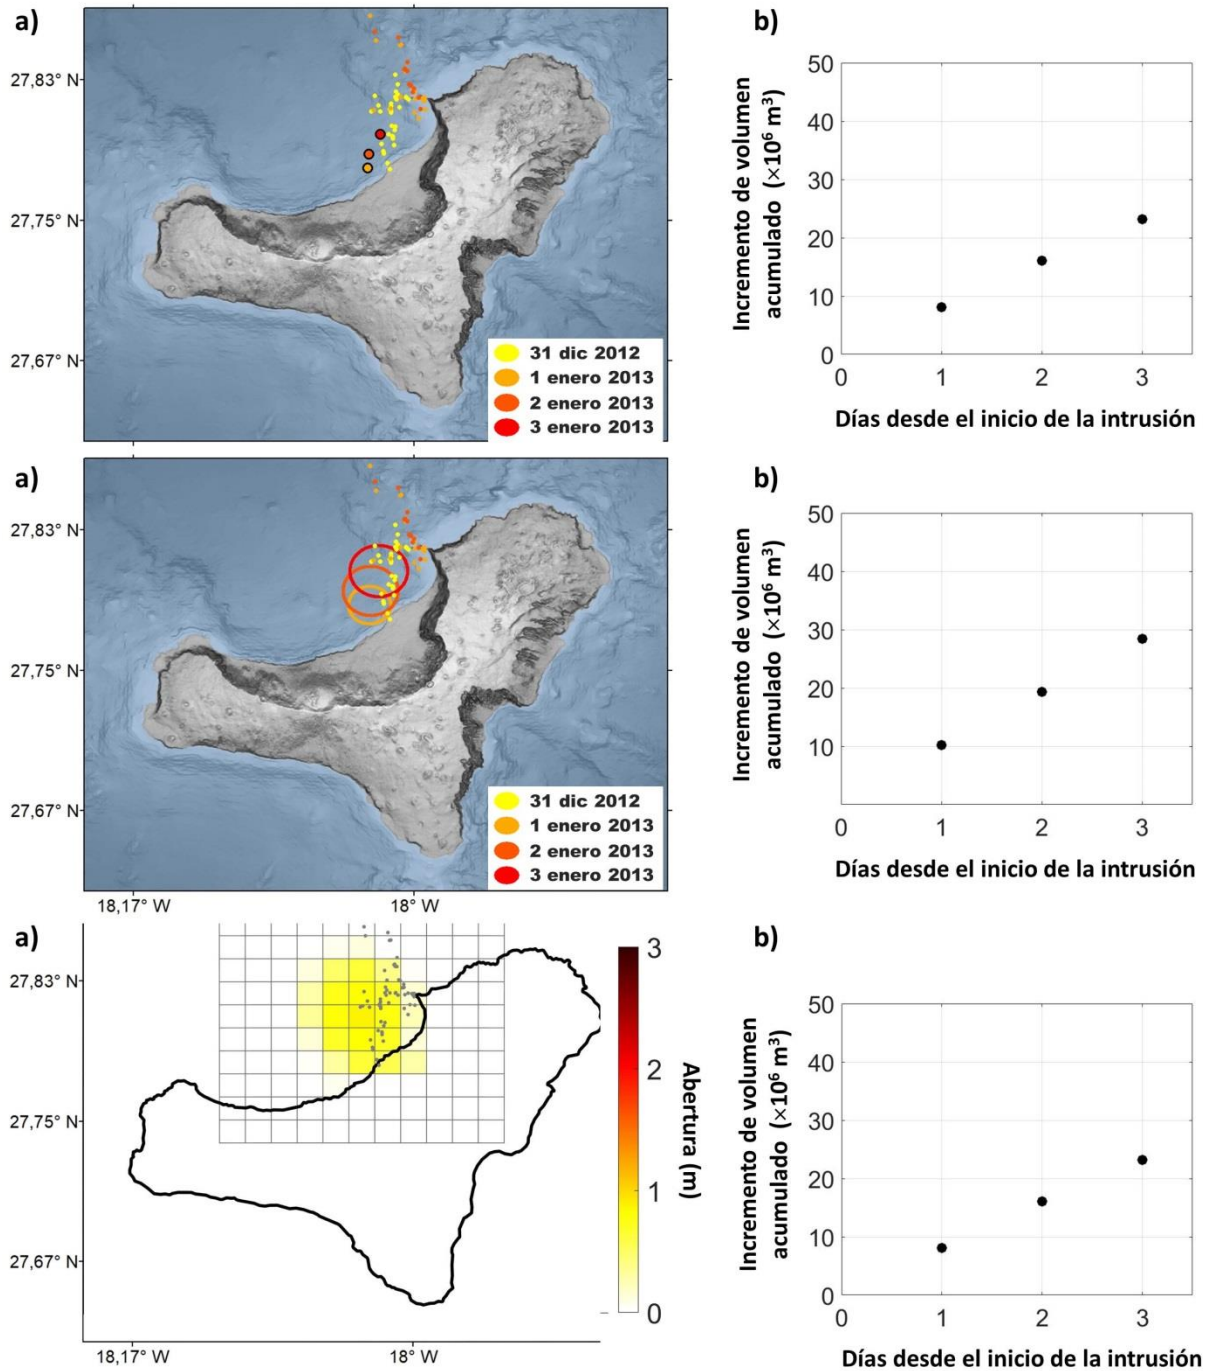 a)
27,83° N
27,75° N
27,67° N
31 dic 2012
1 enero 2013
2 enero 2013
3 enero 2013
b)
Incremento de volumen
acumulado (×10⁶ m³)
50
40
30
20
10
0
0
1
2
3
Días desde el inicio de la intrusión
a)
27,83° N
27,75° N
27,67° N
31 dic 2012
1 enero 2013
2 enero 2013
3 enero 2013
18,17° W
18° W
b)
Incremento de volumen
acumulado (×10⁶ m³)
50
40
30
20
10
0
1
2
3
Días desde el inicio de la intrusión
a)
27,83° N
27,75° N
27,67° N
18,17° W
18° W
3
2
1
0
Abertura (m)
b)
Incremento de volumen
acumulado (×10⁶ m³)
50
40
30
20
10
0
0
1
2
3
Días desde el inicio de la intrusión